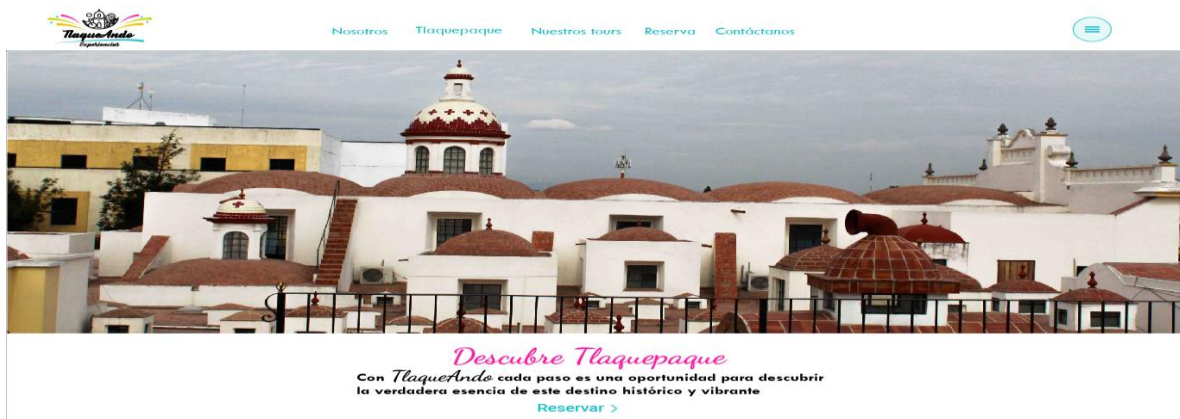 TlaqueAndo
Experiencias
Nosotros Tlaquepaque Nuestros tours Reserva Contáctanos
Descubre Tlaquepaque
Con TlaqueAndo cada paso es una oportunidad para descubrir
la verdadera esencia de este destino histórico y vibrante
Reservar >